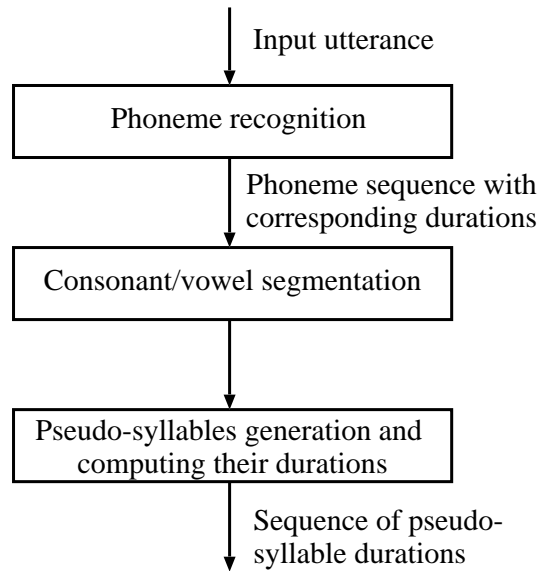 Input utterance
Phoneme recognition
Phoneme sequence with
corresponding durations
Consonant/vowel segmentation
Pseudo-syllables generation and
computing their durations
Sequence of pseudo-
syllable durations